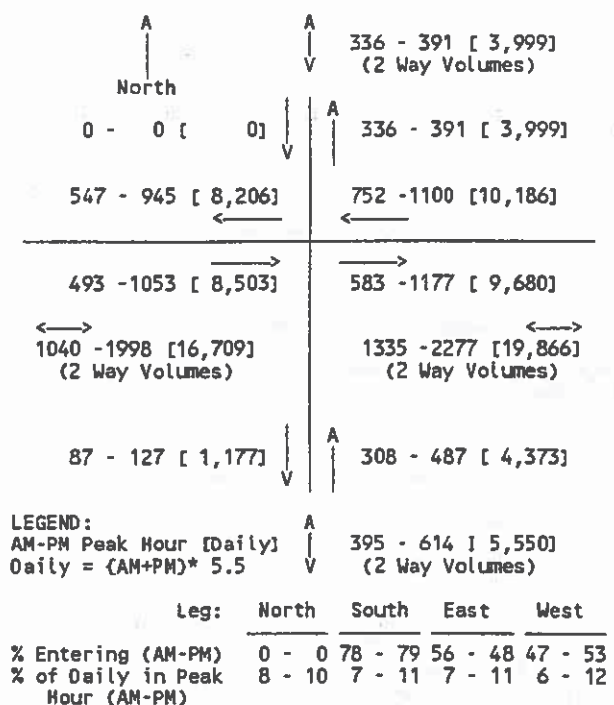 A A
336 - 391 [ 3,999]
V (2 Way Volumes)
North
0 - 0 [ 0] V A 336 - 391 [ 3,999]
547 - 945 [ 8,206] 752 -1100 [10,186]
<—— <——
——> ——>
493 -1053 [ 8,503] 583 -1177 [ 9,680]
<——> <——>
1040 -1998 [16,709] 1335 -2277 [19,866]
(2 Way Volumes) (2 Way Volumes)
87 - 127 [ 1,177] V A 308 - 487 [ 4,373]
LEGEND: A
AM-PM Peak Hour [Daily] 395 - 614 ] 5,550]
Daily = (AM+PM)* 5.5 V (2 Way Volumes)
Leg: North South East West
% Entering (AM-PM) 0 - 0 78 - 79 56 - 48 47 - 53
% of Daily in Peak 8 - 10 7 - 11 7 - 11 6 - 12
Hour (AM-PM)